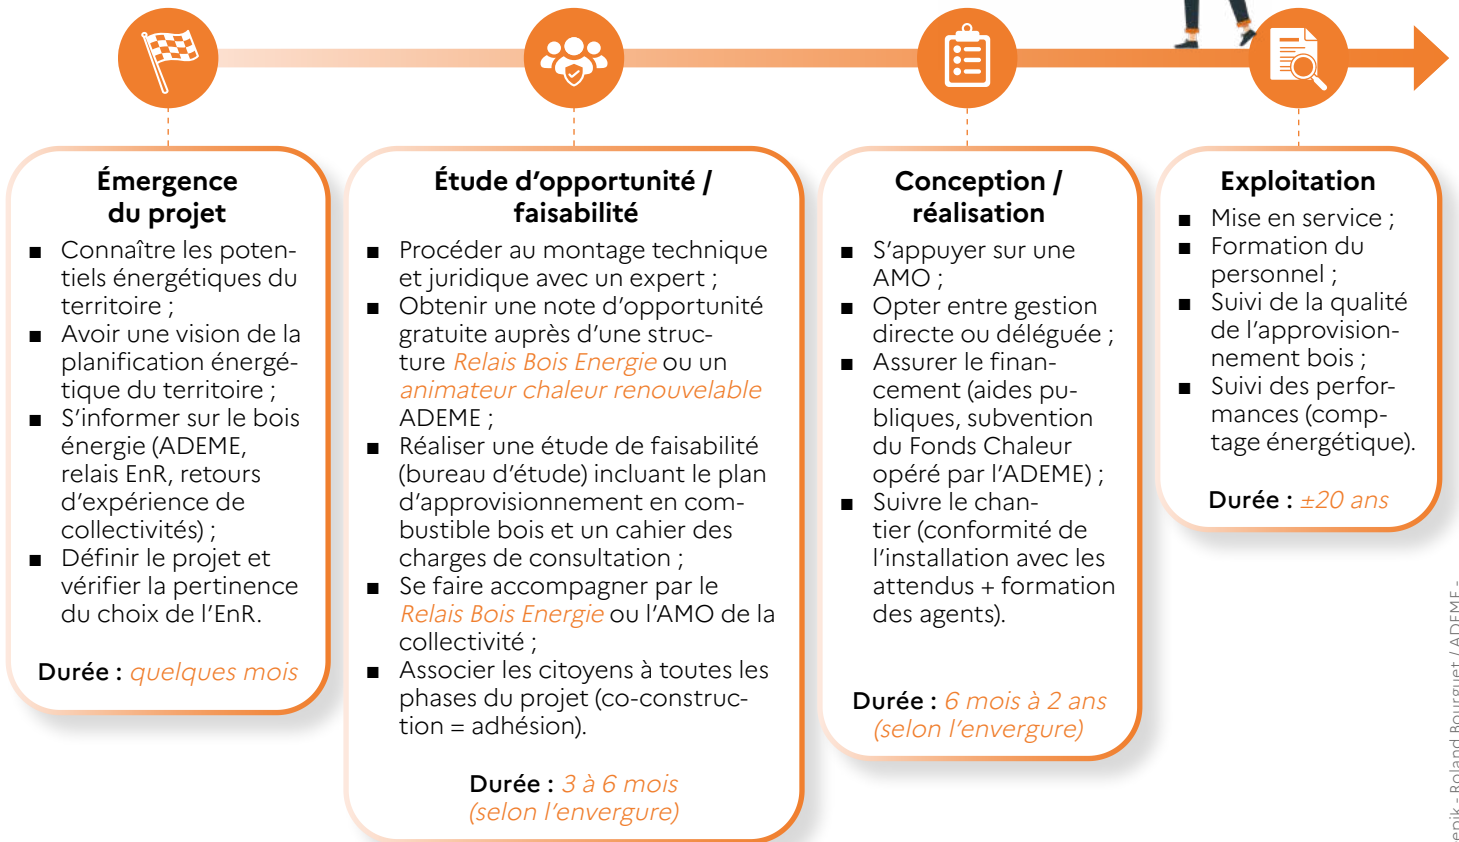 Émergence
du projet
■ Connaître les poten-
tiels énergétiques du
territoire ;
■ Avoir une vision de la
planification énergé-
tique du territoire ;
■ S’informer sur le bois
énergie (ADEME,
relais EnR, retours
d’expérience de
collectivités) ;
■ Définir le projet et
vérifier la pertinence
du choix de l’EnR.
Durée : quelques mois
Étude d’opportunité /
faisabilité
■ Procéder au montage technique
et juridique avec un expert ;
■ Obtenir une note d’opportunité
gratuite auprès d’une struc-
ture Relais Bois Energie ou un
animateur chaleur renouvelable
ADEME ;
■ Réaliser une étude de faisabilité
(bureau d’étude) incluant le plan
d’approvisionnement en com-
bustible bois et un cahier des
charges de consultation ;
■ Se faire accompagner par le
Relais Bois Energie ou l’AMO de la
collectivité ;
■ Associer les citoyens à toutes les
phases du projet (co-construc-
tion = adhésion).
Durée : 3 à 6 mois
(selon l’envergure)
Conception /
réalisation
■ S’appuyer sur une
AMO ;
■ Opter entre gestion
directe ou déléguée ;
■ Assurer le finan-
cement (aides pu-
bliques, subvention
du Fonds Chaleur
opéré par l’ADEME) ;
■ Suivre le chan-
tier (conformité de
l’installation avec les
attendus + formation
des agents).
Durée : 6 mois à 2 ans
(selon l’envergure)
Exploitation
■ Mise en service ;
■ Formation du
personnel ;
■ Suivi de la qualité
de l’approvision-
nement bois ;
■ Suivi des perfor-
mances (comp-
tage énergétique).
Durée : ±20 ans
- Roland Bourguet / ADEME -